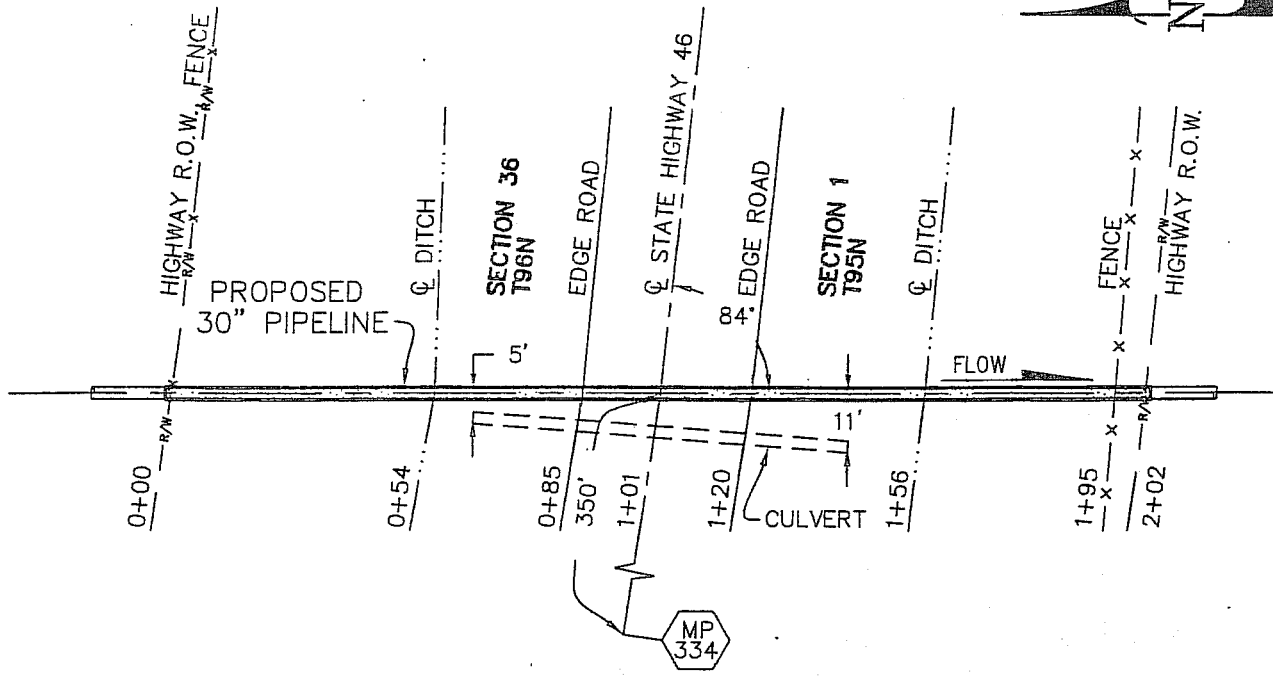 HIGHWAY R.O.W. FENCE
R/W
X
R/W
X
R/W
X
PROPOSED
30" PIPELINE
℄ DITCH
SECTION 36
T96N
EDGE ROAD
℄ STATE HIGHWAY 46
EDGE ROAD
84°
SECTION 1
T95N
℄ DITCH
FENCE
X
X
X
X
X
X
R/W
HIGHWAY R.O.W.
N
5'
FLOW
11'
R/W
R/W
0+00
0+54
0+85
350'
1+01
1+20
CULVERT
1+56
1+95
2+02
MP
334